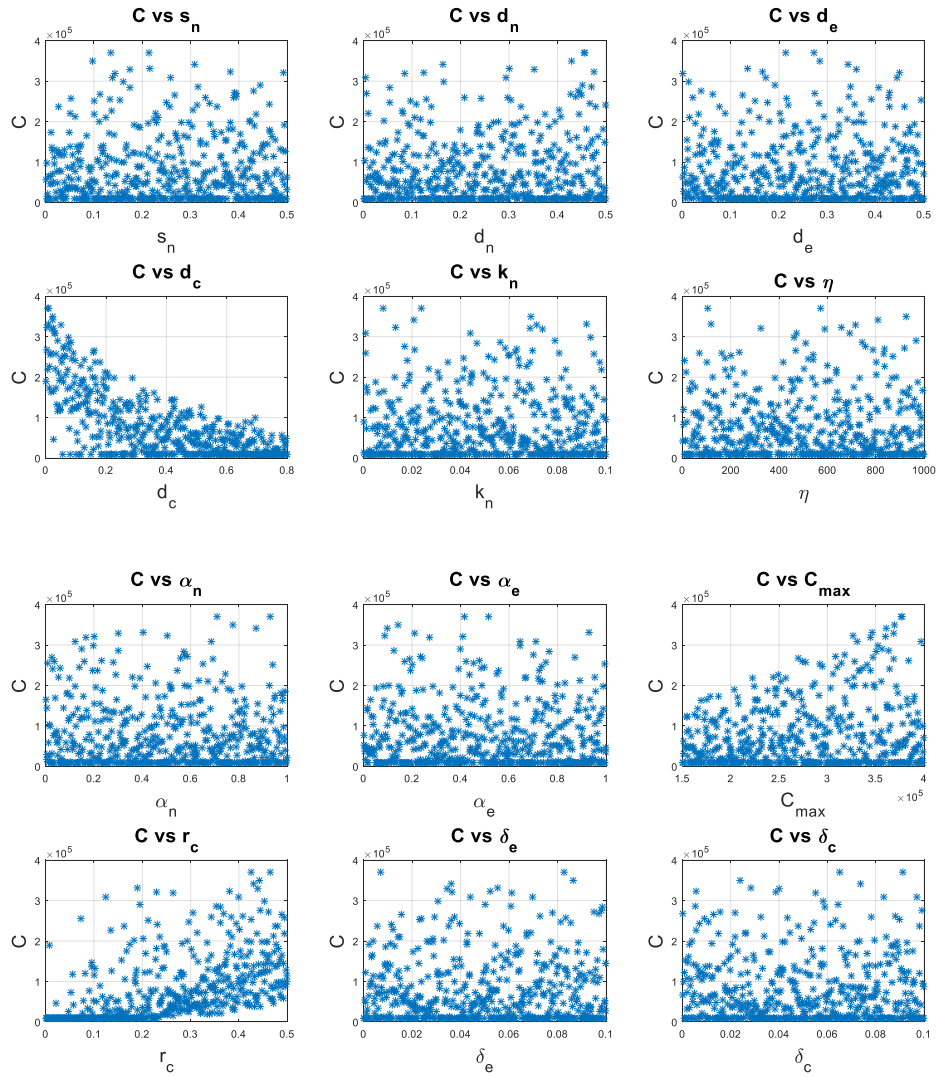 C vs s_n
C vs d_n
C vs d_e
×10^5
×10^5
×10^5
4
3
2
1
0
4
3
2
1
0
4
3
2
1
0
C
C
C
0 0.1 0.2 0.3 0.4 0.5
0 0.1 0.2 0.3 0.4 0.5
0 0.1 0.2 0.3 0.4 0.5
s_n
d_n
d_e
C vs d_c
C vs k_n
C vs η
×10^5
×10^5
×10^5
4
3
2
1
0
4
3
2
1
0
4
3
2
1
0
C
C
C
0 0.2 0.4 0.6 0.8
0 0.02 0.04 0.06 0.08 0.1
0 200 400 600 800 1000
d_c
k_n
η
C vs α_n
C vs α_e
C vs C_max
×10^5
×10^5
×10^5
4
3
2
1
0
4
3
2
1
0
4
3
2
1
0
C
C
C
0 0.2 0.4 0.6 0.8 1
0 0.2 0.4 0.6 0.8 1
1.5 2 2.5 3 3.5 4
×10^5
α_n
α_e
C_max
C vs r_c
C vs δ_e
C vs δ_c
×10^5
×10^5
×10^5
4
3
2
1
0
4
3
2
1
0
4
3
2
1
0
C
C
C
0 0.1 0.2 0.3 0.4 0.5
0 0.02 0.04 0.06 0.08 0.1
0 0.02 0.04 0.06 0.08 0.1
r_c
δ_e
δ_c